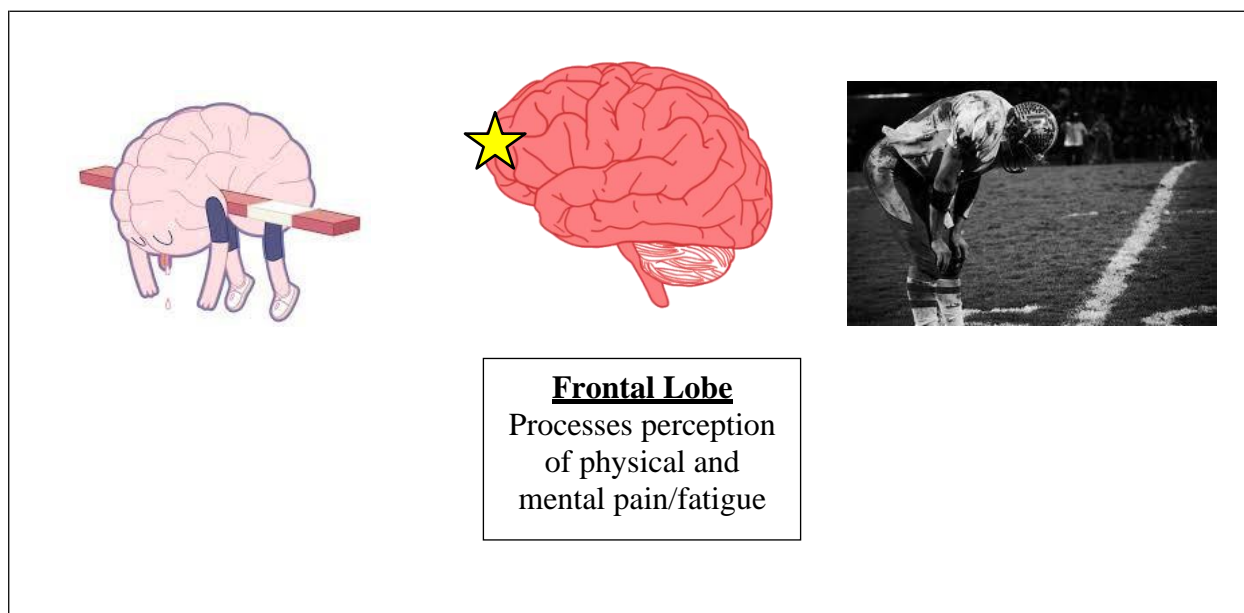 Frontal Lobe
Processes perception
of physical and
mental pain/fatigue